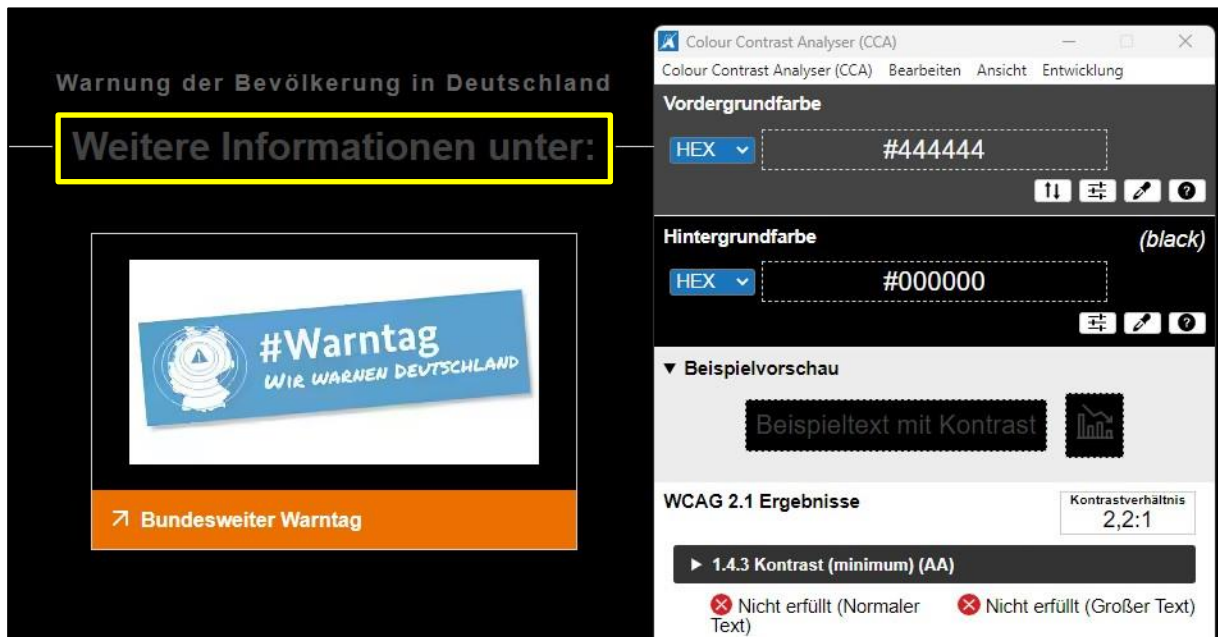 Warnung der Bevölkerung in Deutschland
Weitere Informationen unter:
#Warntag
WIR WARNEN DEUTSCHLAND
Bundesweiter Warntag
Colour Contrast Analyser (CCA)
Colour Contrast Analyser (CCA) Bearbeiten Ansicht Entwicklung
Vordergrundfarbe
HEX #444444
Hintergrundfarbe (black)
HEX #000000
▼ Beispielvorschau
Beispieltext mit Kontrast
WCAG 2.1 Ergebnisse
Kontrastverhältnis
2,2:1
▶ 1.4.3 Kontrast (minimum) (AA)
Nicht erfüllt (Normaler
Text)
Nicht erfüllt (Großer Text)